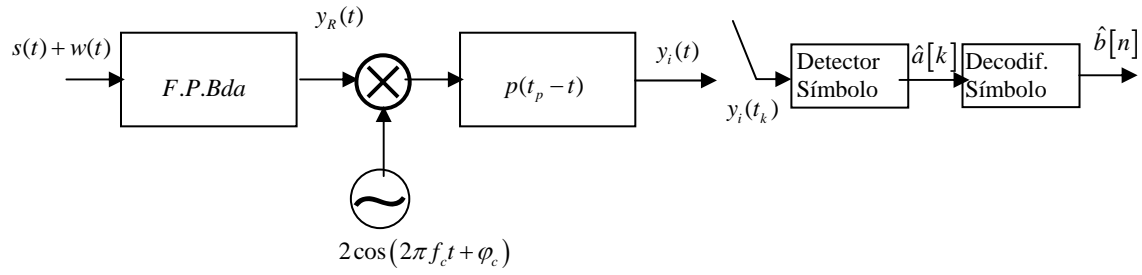 s(t)+w(t)
F.P.Bda
y_R(t)
2cos(2πf_c t+φ_c)
p(t_p−t)
y_i(t)
y_i(t_k)
Detector
Símbolo
â[k]
Decodif.
Símbolo
b̂[n]